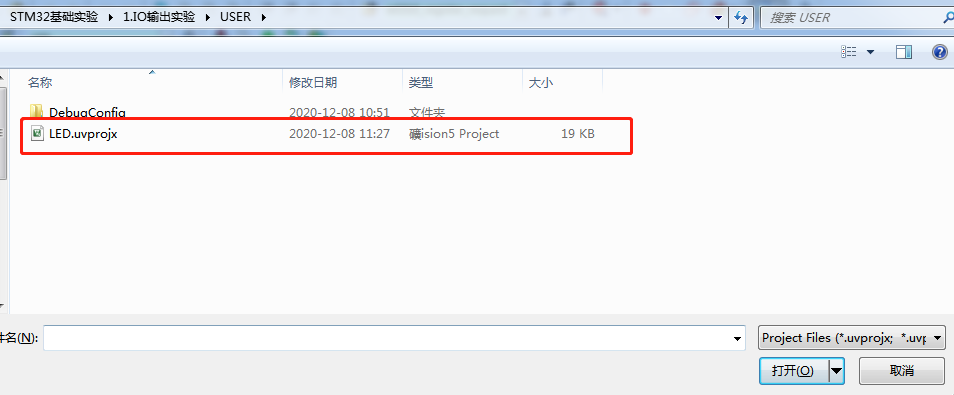 STM32基础实验 1.IO输出实验 USER 搜索 USER
名称 修改日期 类型 大小
DebugConfig 2020-12-08 10:51 文件夹
LED.uvprojx 2020-12-08 11:27 礦ision5 Project 19 KB
件名(N): Project Files (*.uvprojx; *.uvp
打开(O) 取消